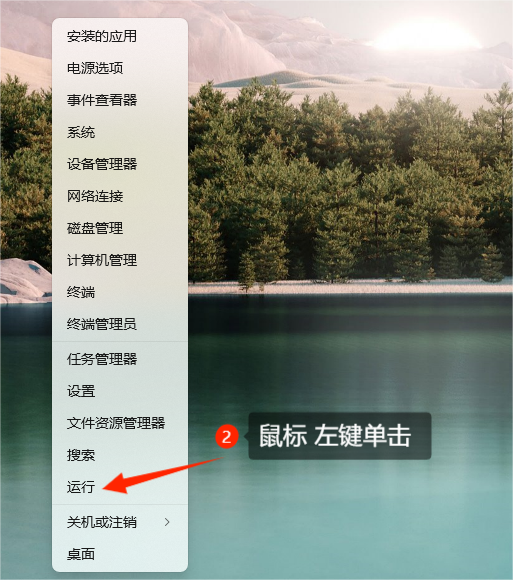 安装的应用
电源选项
事件查看器
系统
设备管理器
网络连接
磁盘管理
计算机管理
终端
终端管理员
任务管理器
设置
文件资源管理器
搜索
运行
关机或注销
桌面
2
鼠标 左键单击